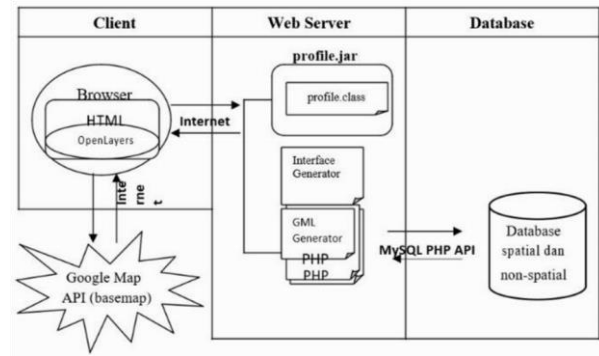 Client
Web Server
Database
Browser
HTML
OpenLayers
Internet
Inte
rne
t
Google Map
API (basemap)
profile.jar
profile.class
Interface
Generator
GML
Generator
PHP
PHP
MySQL PHP API
Database
spatial dan
non-spatial